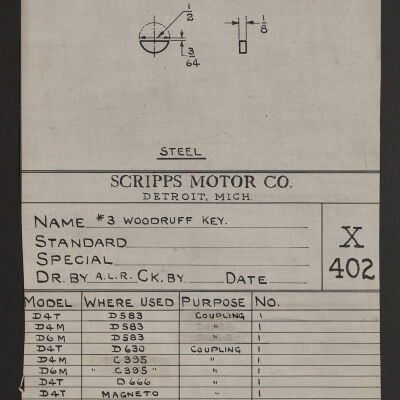 1/2
1/8
3/64
STEEL
SCRIPPS MOTOR CO.
DETROIT, MICH.
NAME #3 WOODRUFF KEY.
STANDARD
SPECIAL
DR. BY A.L.R. CK. BY DATE
X
402
MODEL WHERE USED PURPOSE NO.
D4T D583 COUPLING 1
D4M D583 " 1
D6M D583 " 1
D4T D630 COUPLING 1
D4M C395 " 1
D6M " C395 " " 1
D4T D666 " 1
D4T MAGNETO " 1